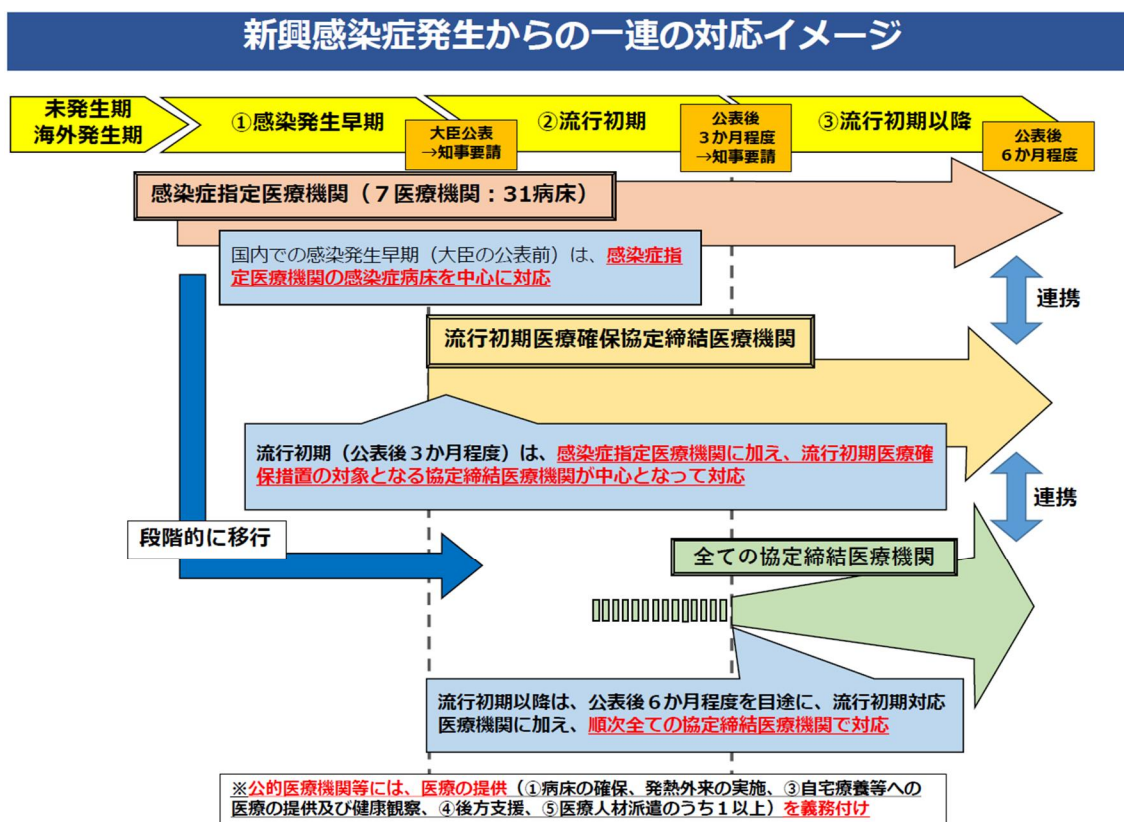 新興感染症発生からの一連の対応イメージ
未発生期
海外発生期
①感染発生早期
大臣公表
→知事要請
②流行初期
公表後
3か月程度
→知事要請
③流行初期以降
公表後
6か月程度
感染症指定医療機関（7医療機関：31病床）
国内での感染発生早期（大臣の公表前）は、感染症指
定医療機関の感染症病床を中心に対応
連携
流行初期医療確保協定締結医療機関
流行初期（公表後３か月程度）は、感染症指定医療機関に加え、流行初期医療確
保措置の対象となる協定締結医療機関が中心となって対応
連携
段階的に移行
全ての協定締結医療機関
流行初期以降は、公表後６か月程度を目途に、流行初期対応
医療機関に加え、順次全ての協定締結医療機関で対応
※公的医療機関等には、医療の提供（①病床の確保、発熱外来の実施、③自宅療養等への
医療の提供及び健康観察、④後方支援、⑤医療人材派遣のうち１以上）を義務付け